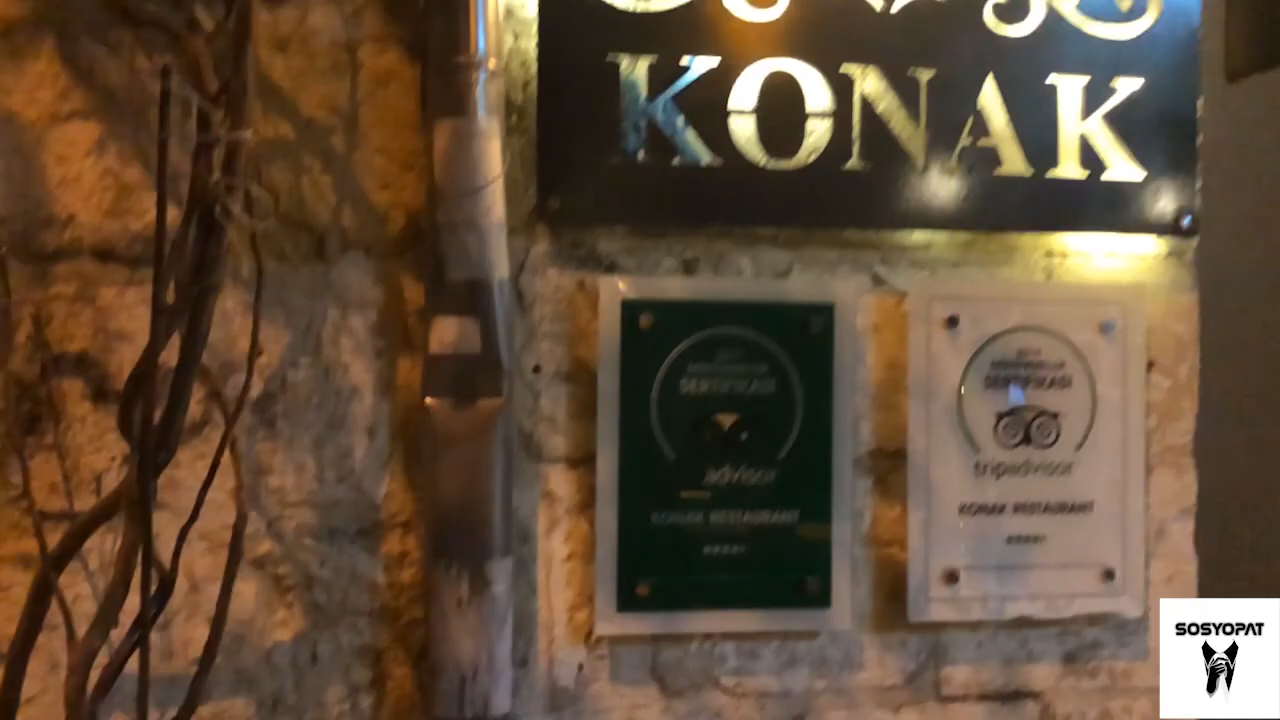 KONAK
SERTİFİKASI
advisor
KONAK RESTAURANT
SERTİFİKASI
tripadvisor
KONAK RESTAURANT
SOSYOPAT